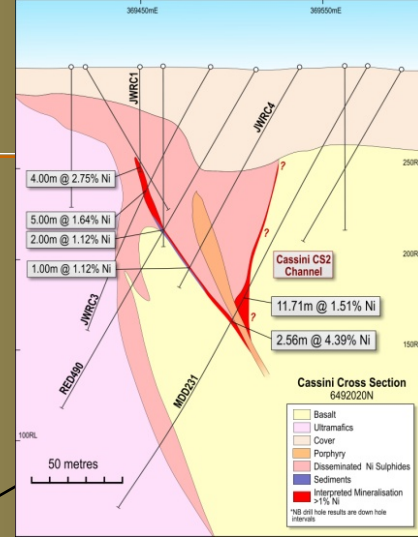 369450mE
369550mE
JWRC1
JWRC4
4.00m @ 2.75% Ni
5.00m @ 1.64% Ni
2.00m @ 1.12% Ni
1.00m @ 1.12% Ni
250RL
200RL
150RL
100RL
?
?
?
Cassini CS2
Channel
11.71m @ 1.51% Ni
2.56m @ 4.39% Ni
JWRC3
RED490
MDD231
50 metres
Cassini Cross Section
6492020N
Basalt
Ultramafics
Cover
Porphyry
Disseminated Ni Sulphides
Sediments
Interpreted Mineralisation
>1% Ni
*NB drill hole results are down hole
intervals